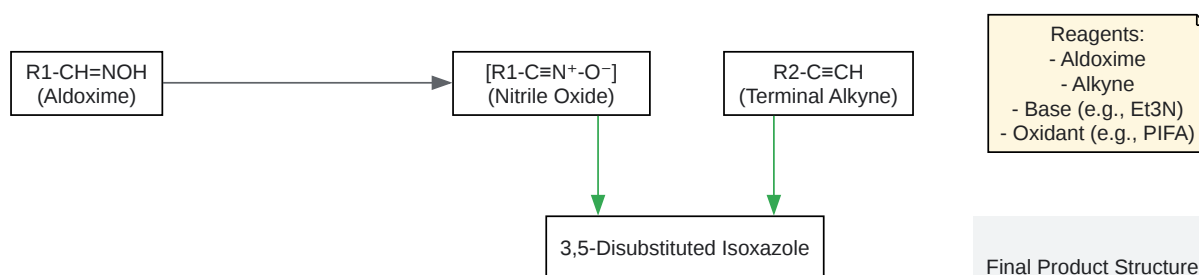 R1-CH=NOH
(Aldoxime)
[R1-C≡N⁺-O⁻]
(Nitrile Oxide)
R2-C≡CH
(Terminal Alkyne)
Reagents:
- Aldoxime
- Alkyne
- Base (e.g., Et3N)
- Oxidant (e.g., PIFA)
3,5-Disubstituted Isoxazole
Final Product Structure